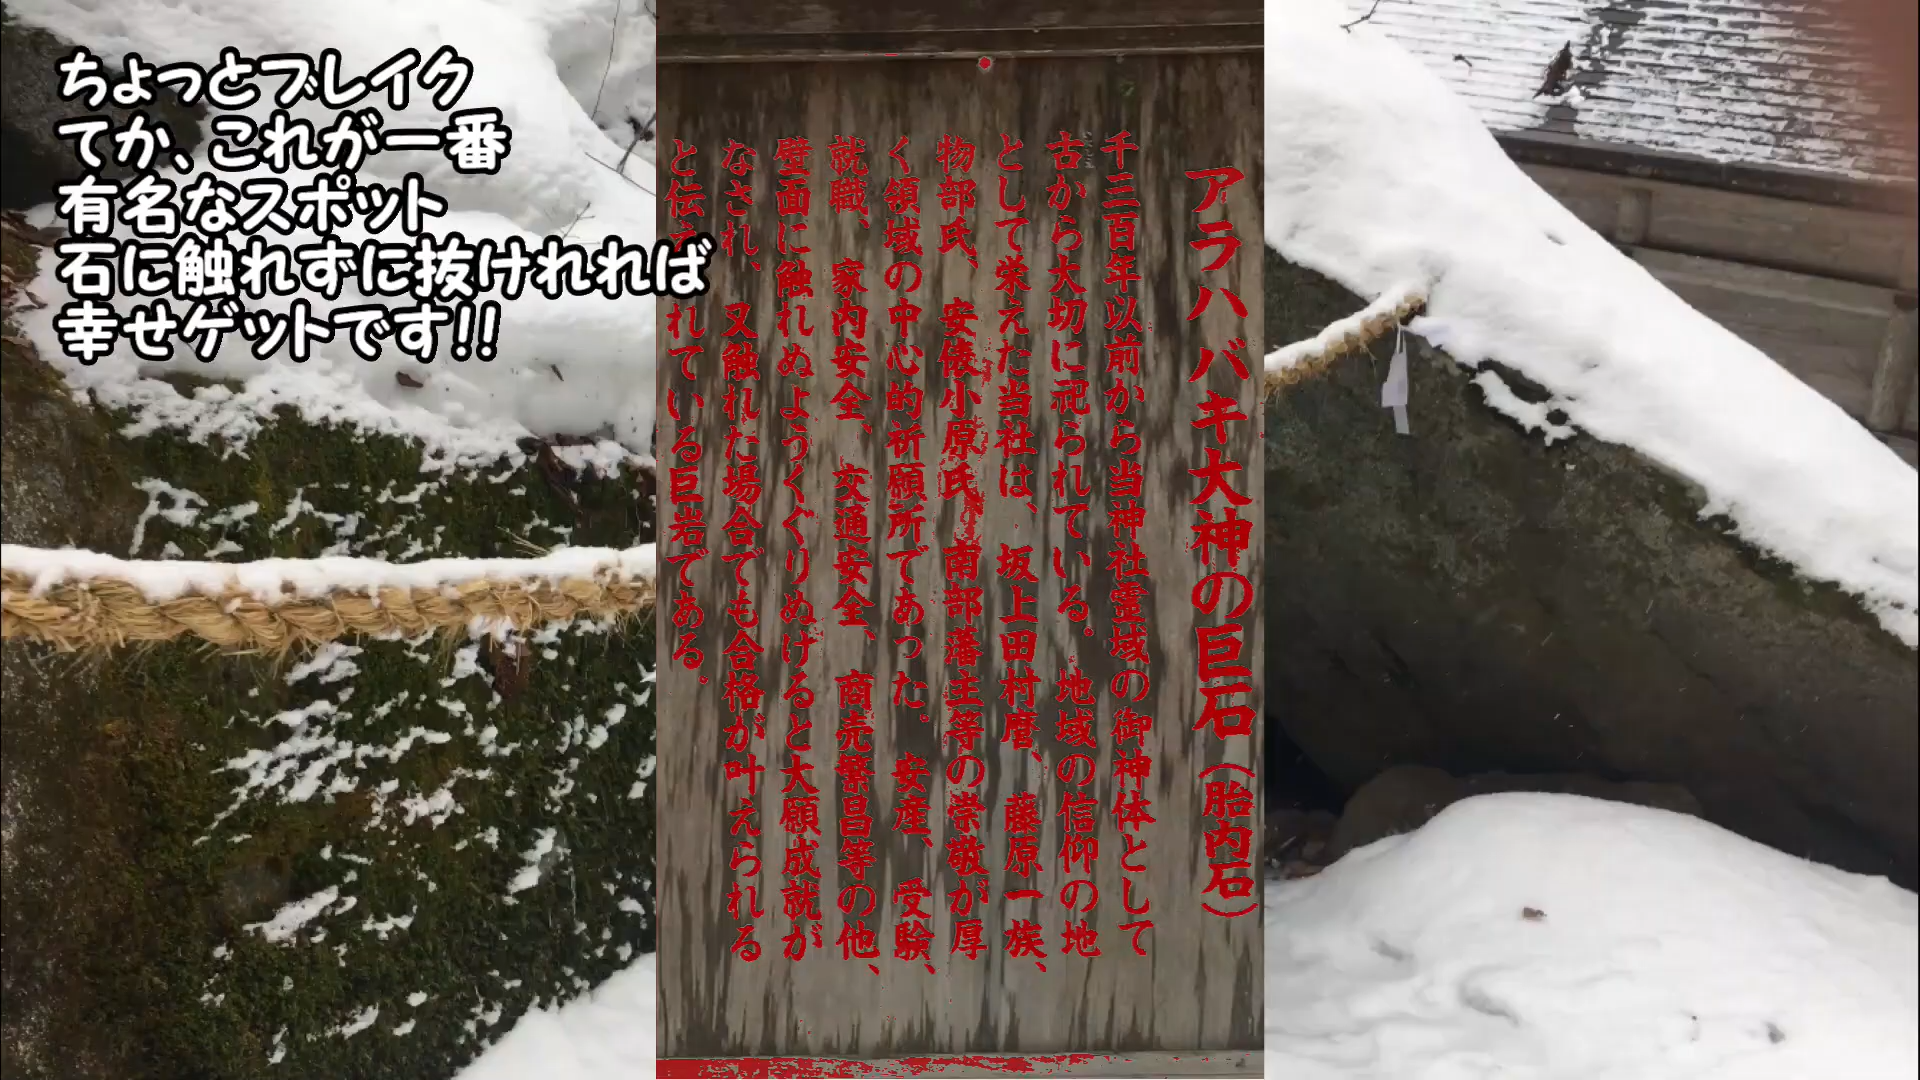 ちょっとブレイク
てか、これが一番
有名なスポット
石に触れずに抜けれれば
幸せゲットです!!
アラハバキ大神の巨石（胎内石）
千三百年以前から当神社霊域の御神体として
古から大切に祀られている。地域の信仰の地
として栄えた当社は、坂上田村麿、藤原一族、
物部氏、安俵小原氏、南部藩主等の崇敬が厚
く領域の中心的祈願所であった。安産、受験、
就職、家内安全、交通安全、商売繁昌等の他、
壁面に触れぬようくぐりぬけると大願成就が
なされ、又触れた場合でも合格が叶えられる
と伝えられている巨岩である。